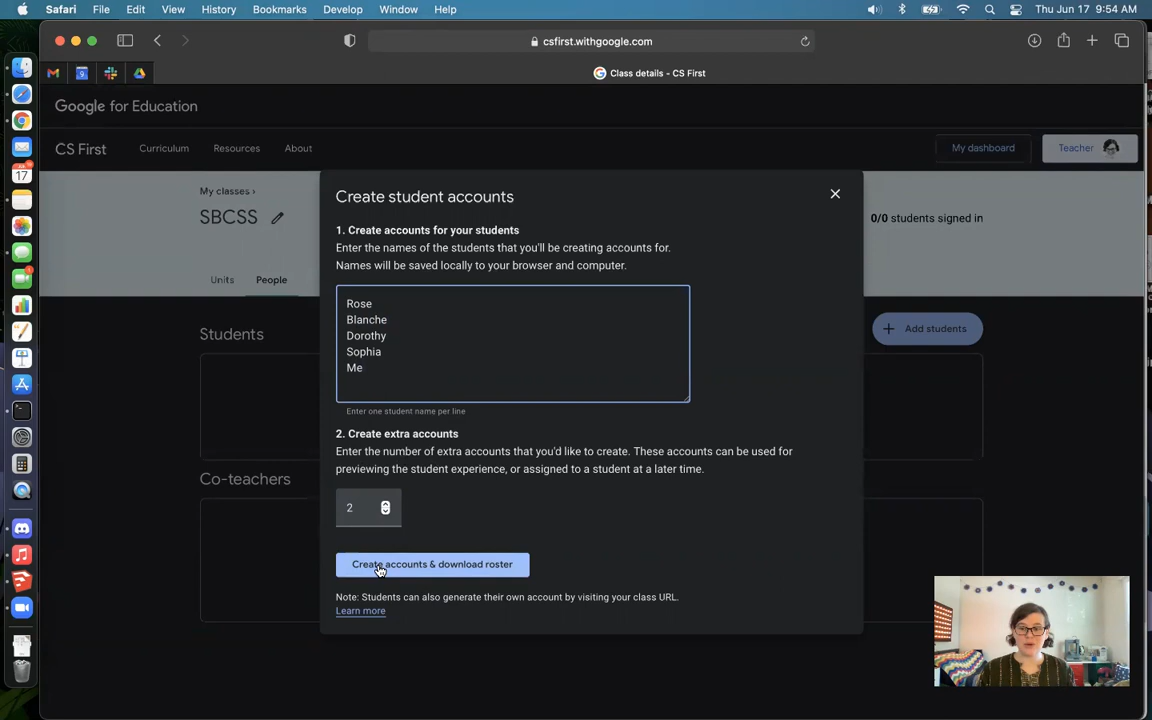 Safari File Edit View History Bookmarks Develop Window Help Thu Jun 17 9:54 AM
csfirst.withgoogle.com
Class details - CS First
Google for Education
CS First Curriculum Resources About My dashboard Teacher
My classes ›
SBCSS
0/0 students signed in
Units People
Students
Add students
Co-teachers
Create student accounts
1. Create accounts for your students
Enter the names of the students that you'll be creating accounts for.
Names will be saved locally to your browser and computer.
Rose
Blanche
Dorothy
Sophia
Me
Enter one student name per line
2. Create extra accounts
Enter the number of extra accounts that you'd like to create. These accounts can be used for
previewing the student experience, or assigned to a student at a later time.
2
Create accounts & download roster
Note: Students can also generate their own account by visiting your class URL.
Learn more
17